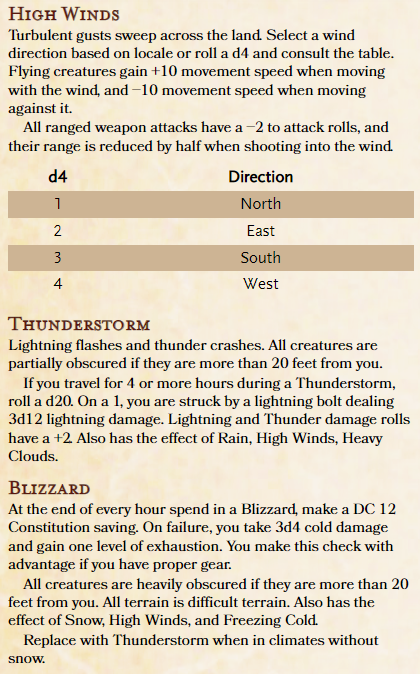 HIGH WINDS
Turbulent gusts sweep across the land. Select a wind
direction based on locale or roll a d4 and consult the table.
Flying creatures gain +10 movement speed when moving
with the wind, and −10 movement speed when moving
against it.
All ranged weapon attacks have a −2 to attack rolls, and
their range is reduced by half when shooting into the wind.
d4 Direction
1 North
2 East
3 South
4 West
THUNDERSTORM
Lightning flashes and thunder crashes. All creatures are
partially obscured if they are more than 20 feet from you.
If you travel for 4 or more hours during a Thunderstorm,
roll a d20. On a 1, you are struck by a lightning bolt dealing
3d12 lightning damage. Lightning and Thunder damage rolls
have a +2. Also has the effect of Rain, High Winds, Heavy
Clouds.
BLIZZARD
At the end of every hour spend in a Blizzard, make a DC 12
Constitution saving. On failure, you take 3d4 cold damage
and gain one level of exhaustion. You make this check with
advantage if you have proper gear.
All creatures are heavily obscured if they are more than 20
feet from you. All terrain is difficult terrain. Also has the
effect of Snow, High Winds, and Freezing Cold.
Replace with Thunderstorm when in climates without
snow.